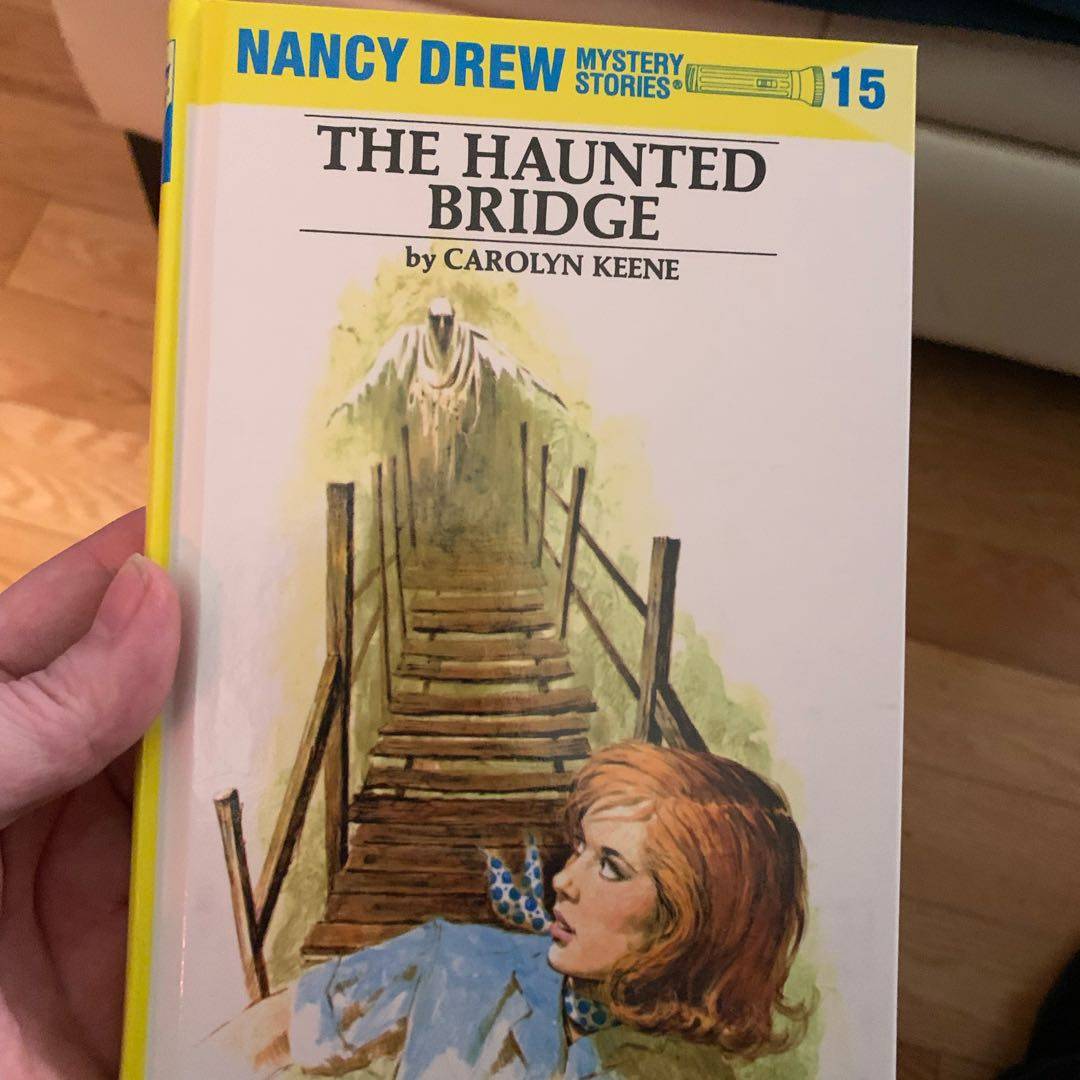 NANCY DREW MYSTERY STORIES® 15
THE HAUNTED
BRIDGE
by CAROLYN KEENE